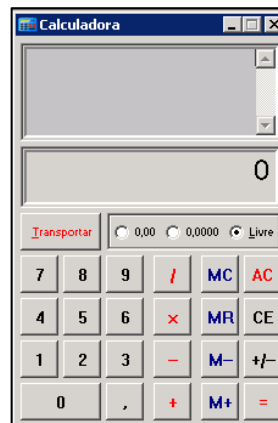 Calculadora
0
Transportar 0,00 0,0000 Livre
7 8 9 / MC AC
4 5 6 × MR CE
1 2 3 – M– +/–
0 , + M+ =